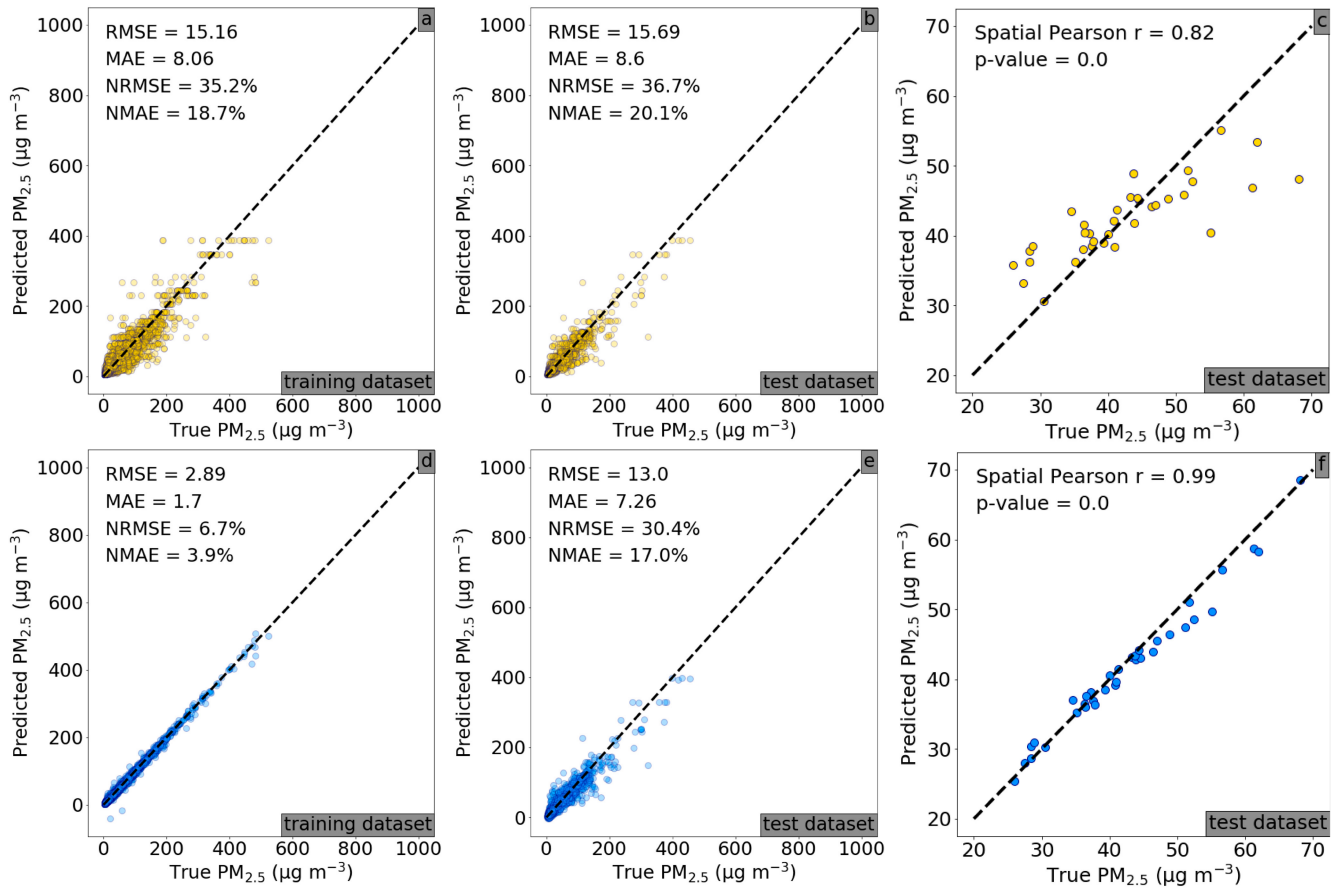 a
RMSE = 15.16
MAE = 8.06
NRMSE = 35.2%
NMAE = 18.7%
1000
800
600
400
200
0
Predicted PM2.5 (µg m−3)
training dataset
0 200 400 600 800 1000
True PM2.5 (µg m−3)
b
RMSE = 15.69
MAE = 8.6
NRMSE = 36.7%
NMAE = 20.1%
1000
800
600
400
200
0
Predicted PM2.5 (µg m−3)
test dataset
0 200 400 600 800 1000
True PM2.5 (µg m−3)
c
Spatial Pearson r = 0.82
p-value = 0.0
70
60
50
40
30
20
Predicted PM2.5 (µg m−3)
test dataset
20 30 40 50 60 70
True PM2.5 (µg m−3)
d
RMSE = 2.89
MAE = 1.7
NRMSE = 6.7%
NMAE = 3.9%
1000
800
600
400
200
0
Predicted PM2.5 (µg m−3)
training dataset
0 200 400 600 800 1000
True PM2.5 (µg m−3)
e
RMSE = 13.0
MAE = 7.26
NRMSE = 30.4%
NMAE = 17.0%
1000
800
600
400
200
0
Predicted PM2.5 (µg m−3)
test dataset
0 200 400 600 800 1000
True PM2.5 (µg m−3)
f
Spatial Pearson r = 0.99
p-value = 0.0
70
60
50
40
30
20
Predicted PM2.5 (µg m−3)
test dataset
20 30 40 50 60 70
True PM2.5 (µg m−3)